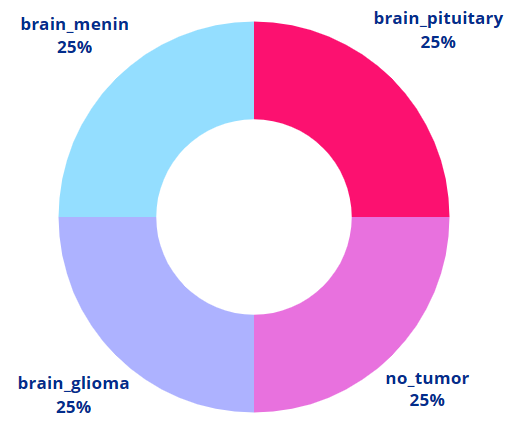 brain_menin
25%
brain_pituitary
25%
brain_glioma
25%
no_tumor
25%